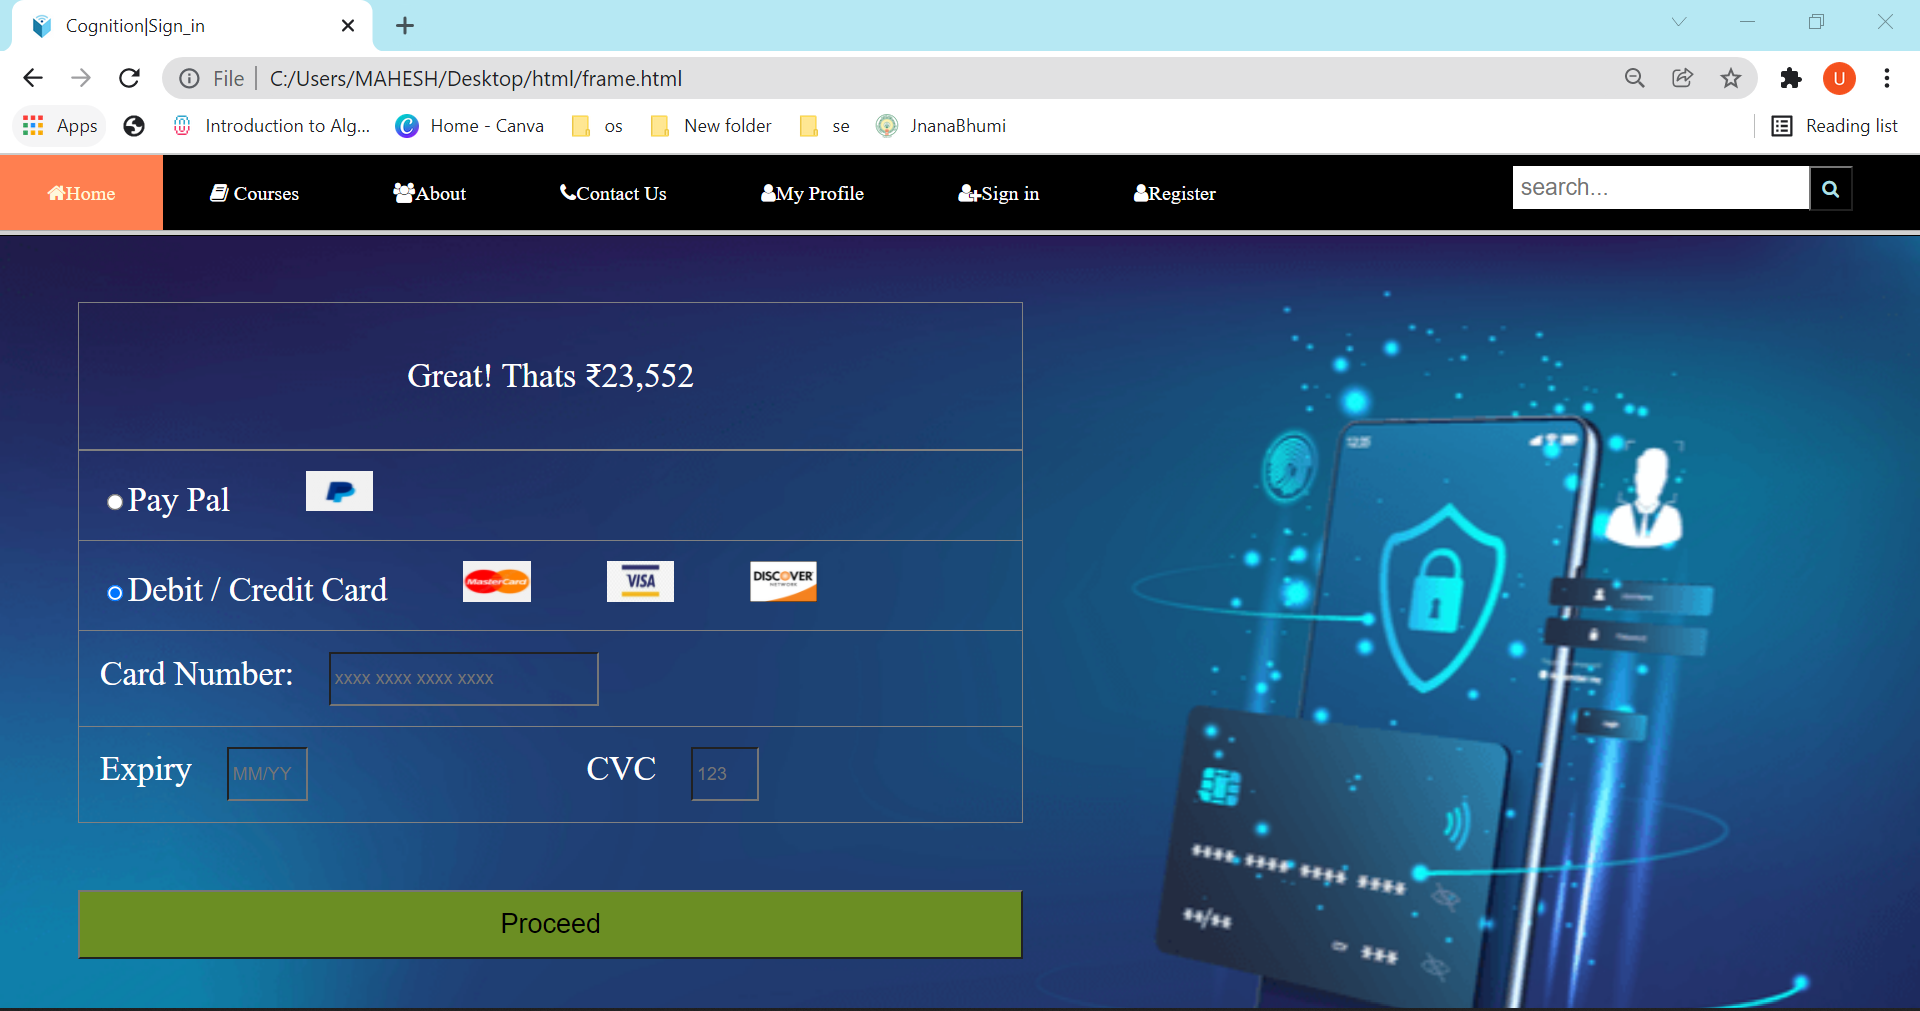 Cognition|Sign_in
File C:/Users/MAHESH/Desktop/html/frame.html
U
Apps Introduction to Alg... Home - Canva os New folder se JnanaBhumi Reading list
Home Courses About Contact Us My Profile Sign in Register search...
Great! Thats ₹23,552
Pay Pal
Debit / Credit Card MasterCard VISA DISCOVER NETWORK
Card Number: xxxx xxxx xxxx xxxx
Expiry MM/YY CVC 123
Proceed
**** **** **** ****
**/**
***